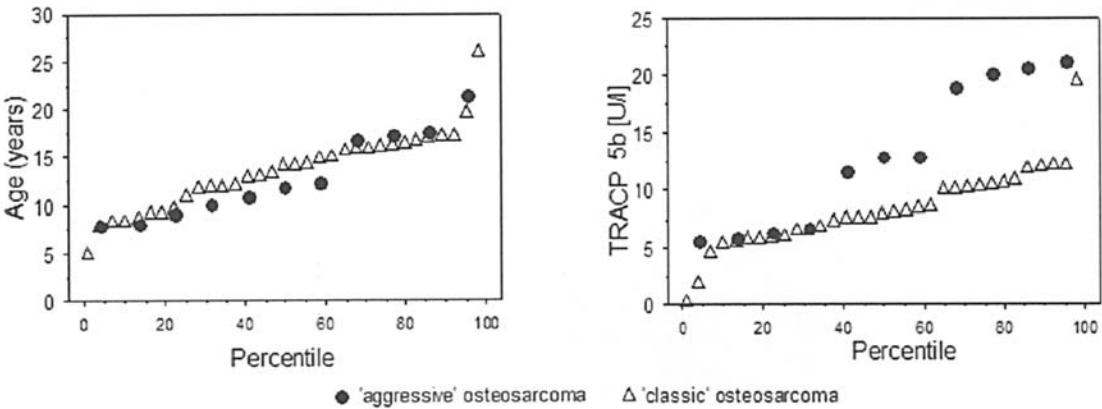 30
25
20
15
10
5
0
Age (years)
0 20 40 60 80 100
Percentile
25
20
15
10
5
0
TRACP 5b [U/l]
0 20 40 60 80 100
Percentile
'aggressive' osteosarcoma
'classic' osteosarcoma